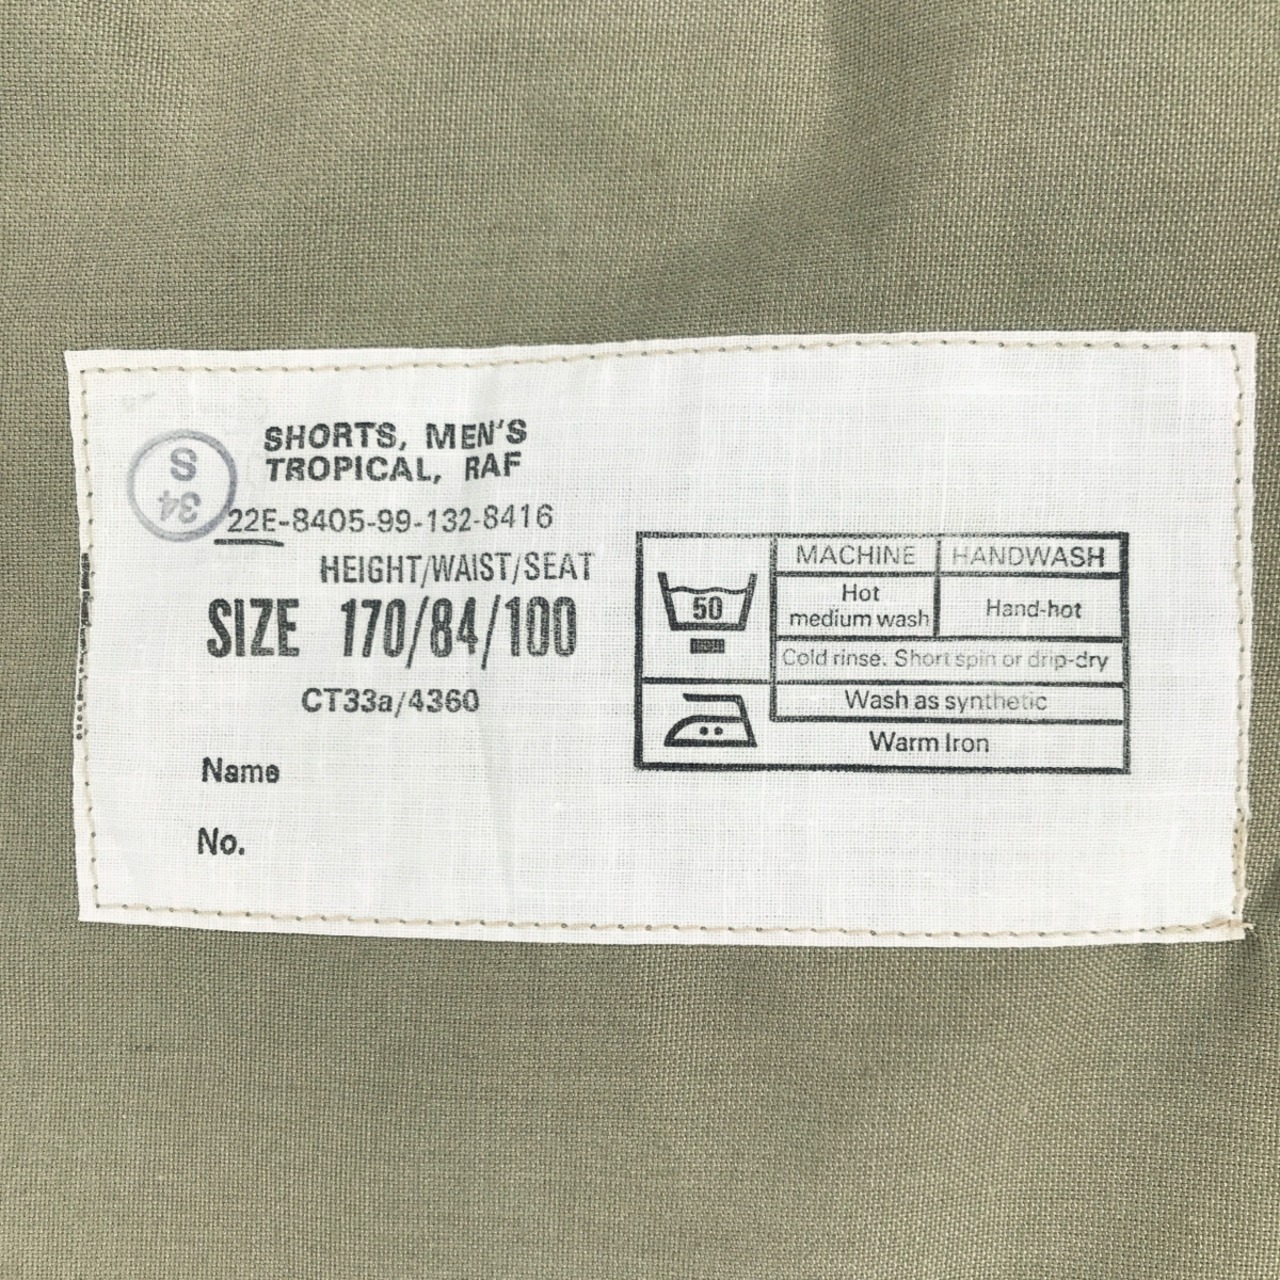 SHORTS, MEN'S
TROPICAL, RAF
S
34
22E-8405-99-132-8416
HEIGHT/WAIST/SEAT
SIZE 170/84/100
CT33a/4360
Name
No.
50
MACHINE HANDWASH
Hot
medium wash
Hand-hot
Cold rinse. Short spin or drip-dry
Wash as synthetic
Warm Iron